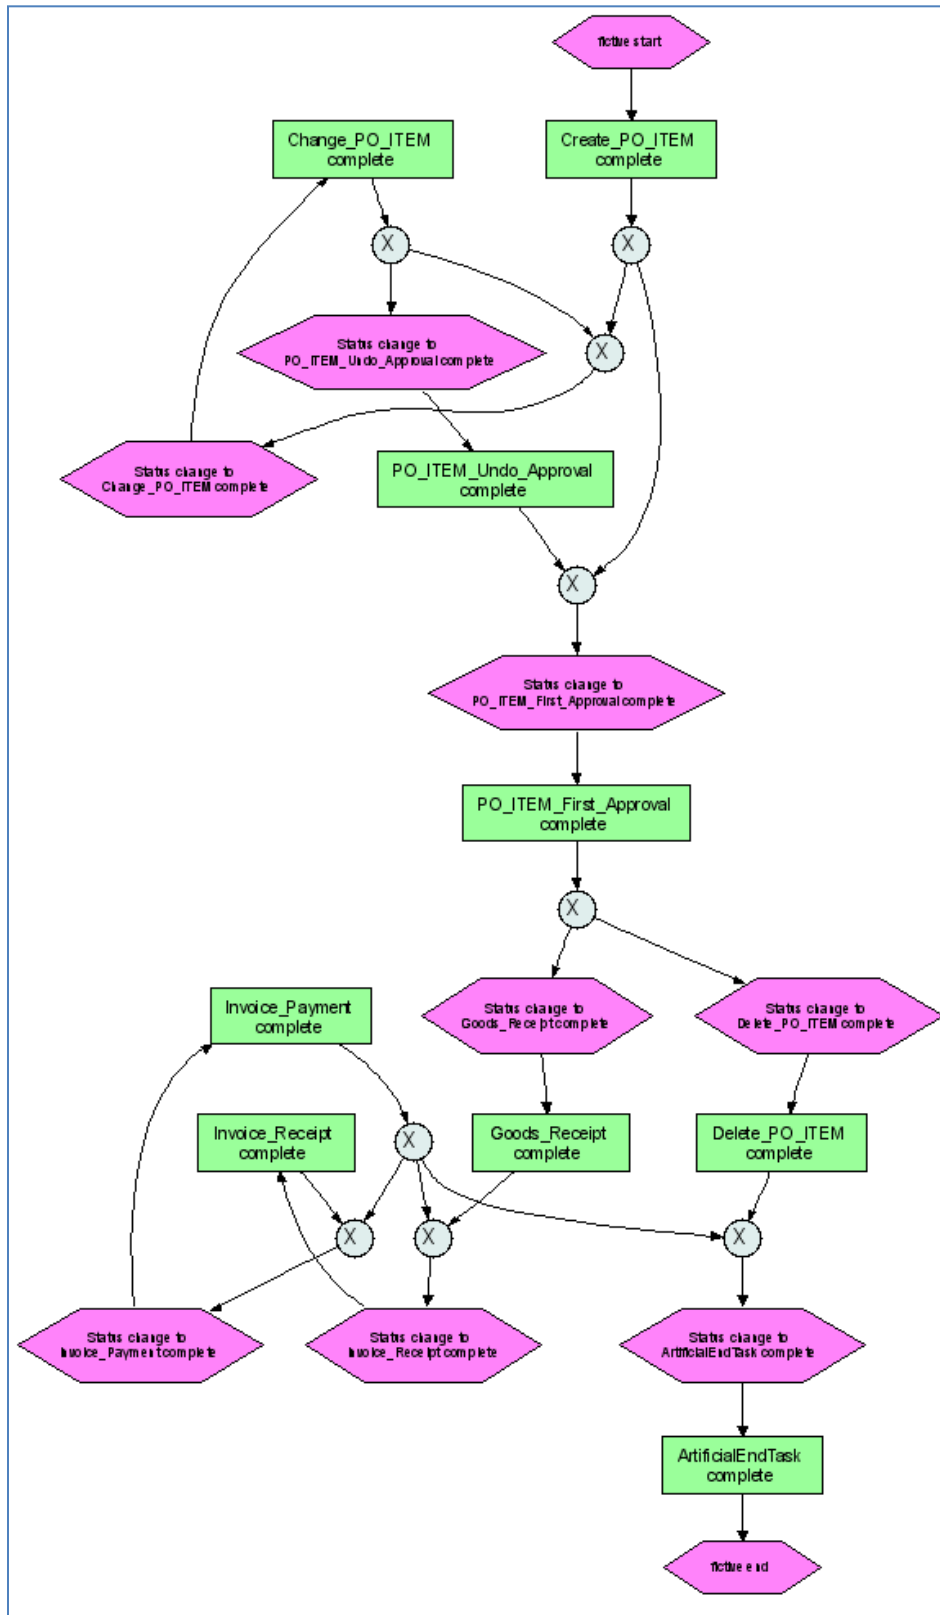 fictive start
Change_PO_ITEM
complete
Create_PO_ITEM
complete
X
X
Status change to
PO_ITEM_Undo_Approval complete
X
Status change to
Change_PO_ITEM complete
PO_ITEM_Undo_Approval
complete
X
Status change to
PO_ITEM_First_Approval complete
PO_ITEM_First_Approval
complete
X
Invoice_Payment
complete
Status change to
Goods_Receipt complete
Status change to
Delete_PO_ITEM complete
Invoice_Receipt
complete
X
Goods_Receipt
complete
Delete_PO_ITEM
complete
X
X
X
Status change to
Invoice_Payment complete
Status change to
Invoice_Receipt complete
Status change to
ArtificialEndTask complete
ArtificialEndTask
complete
fictive end